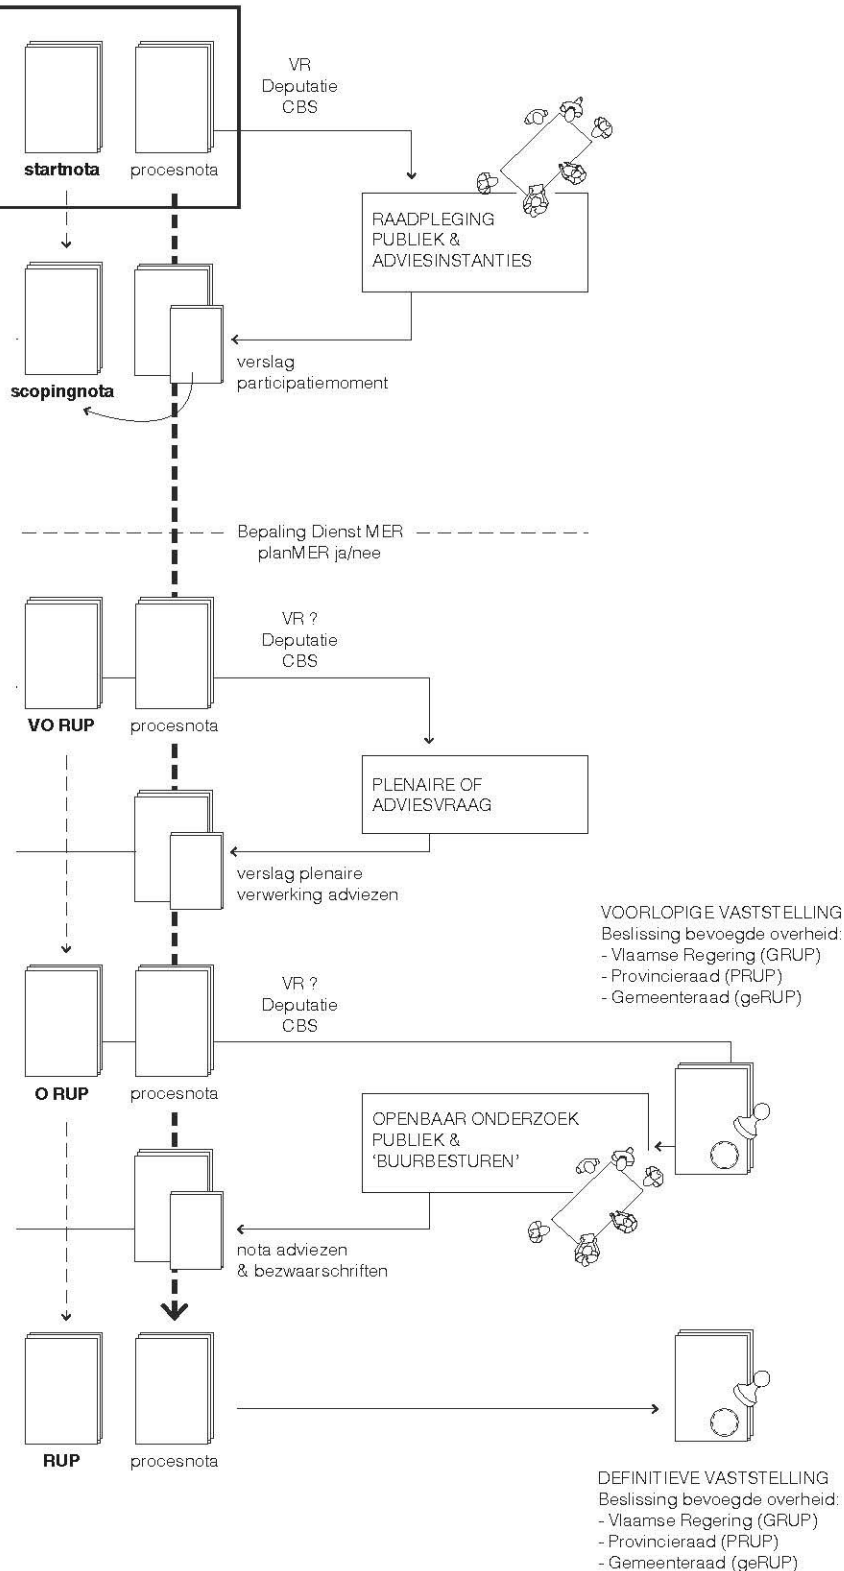 VR
Deputatie
CBS
startnota
procesnota
RAADPLEGING
PUBLIEK &
ADVIESINSTANTIES
verslag
participatiemoment
scopingnota
Bepaling Dienst MER
planMER ja/nee
VR ?
Deputatie
CBS
VO RUP
procesnota
PLENAIRE OF
ADVIESVRAAG
verslag plenaire
verwerking adviezen
VOORLOPIGE VASTSTELLING
Beslissing bevoegde overheid:
- Vlaamse Regering (GRUP)
- Provincieraad (PRUP)
- Gemeenteraad (geRUP)
VR ?
Deputatie
CBS
O RUP
procesnota
OPENBAAR ONDERZOEK
PUBLIEK &
'BUURBESTUREN'
nota adviezen
& bezwaarschriften
RUP
procesnota
DEFINITIEVE VASTSTELLING
Beslissing bevoegde overheid:
- Vlaamse Regering (GRUP)
- Provincieraad (PRUP)
- Gemeenteraad (geRUP)